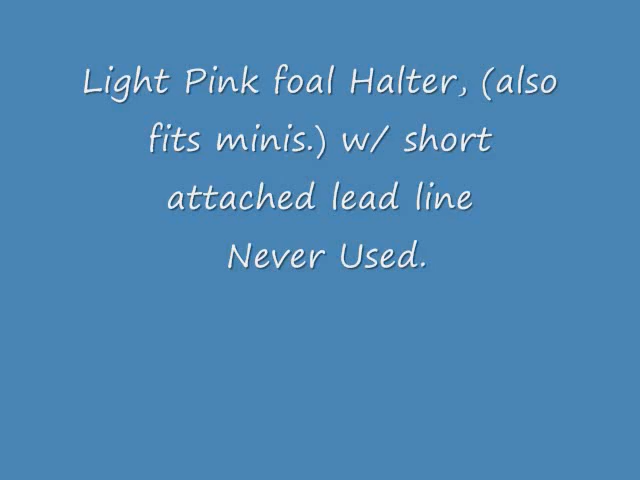 Light Pink foal Halter, (also
fits minis.) w/ short
attached lead line
Never Used.